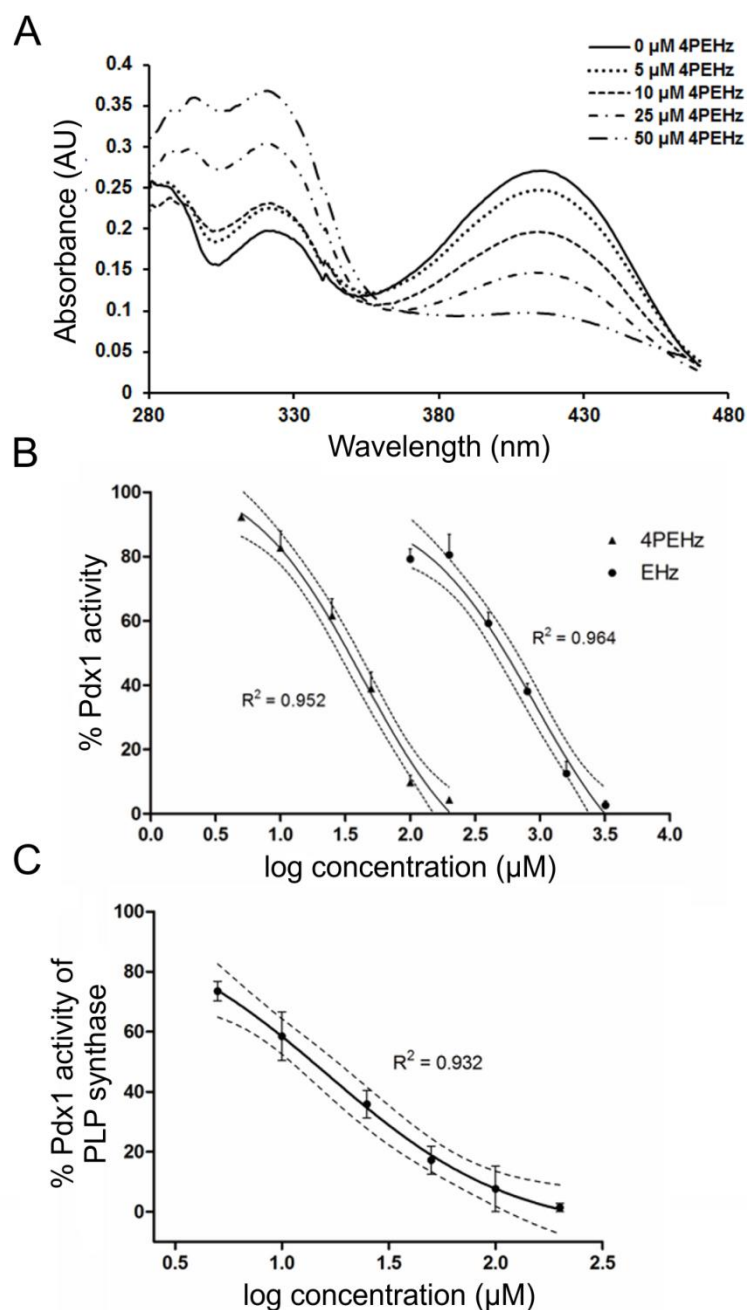 A
0 µM 4PEHz
5 µM 4PEHz
10 µM 4PEHz
25 µM 4PEHz
50 µM 4PEHz
0.4
0.35
0.3
0.25
0.2
0.15
0.1
0.05
0
Absorbance (AU)
280 330 380 430 480
Wavelength (nm)
B
100
80
60
40
20
0
% Pdx1 activity
4PEHz
EHz
R² = 0.964
R² = 0.952
0.0 0.5 1.0 1.5 2.0 2.5 3.0 3.5 4.0
log concentration (µM)
C
100
80
60
40
20
0
% Pdx1 activity of
PLP synthase
R² = 0.932
0.5 1.0 1.5 2.0 2.5
log concentration (µM)